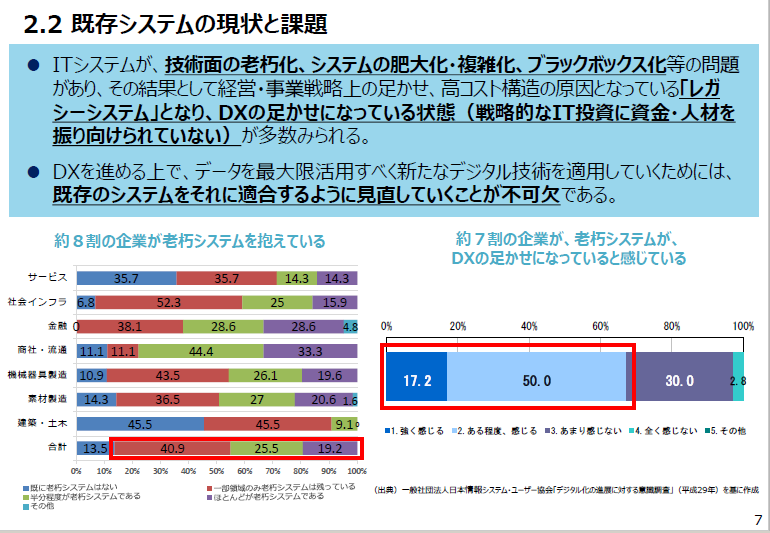 2.2 既存システムの現状と課題
● ITシステムが、技術面の老朽化、システムの肥大化・複雑化、ブラックボックス化等の問題
があり、その結果として経営・事業戦略上の足かせ、高コスト構造の原因となっている「レガ
シーシステム」となり、DXの足かせになっている状態（戦略的なIT投資に資金・人材を
振り向けられていない）が多数みられる。
● DXを進める上で、データを最大限活用すべく新たなデジタル技術を適用していくためには、
既存のシステムをそれに適合するように見直していくことが不可欠である。
約８割の企業が老朽システムを抱えている
サービス 35.7 35.7 14.3 14.3
社会インフラ 6.8 52.3 25 15.9
金融 0 38.1 28.6 28.6 4.8
商社・流通 11.1 11.1 44.4 33.3
機械器具製造 10.9 43.5 26.1 19.6
素材製造 14.3 36.5 27 20.6 1.6
建築・土木 45.5 45.5 9.1 0
合計 13.5 40.9 25.5 19.2
0% 10% 20% 30% 40% 50% 60% 70% 80% 90% 100%
■既に老朽システムはない ■一部領域のみ老朽システムは残っている
■半分程度が老朽システムである ■ほとんどが老朽システムである
■その他
約７割の企業が、老朽システムが、
DXの足かせになっていると感じている
0% 20% 40% 60% 80% 100%
17.2 50.0 30.0 2.8
■1.強く感じる ■2.ある程度、感じる ■3.あまり感じない ■4.全く感じない ■5.その他
（出典）一般社団法人日本情報システム・ユーザー協会「デジタル化の進展に対する意識調査」（平成29年）を基に作成
7